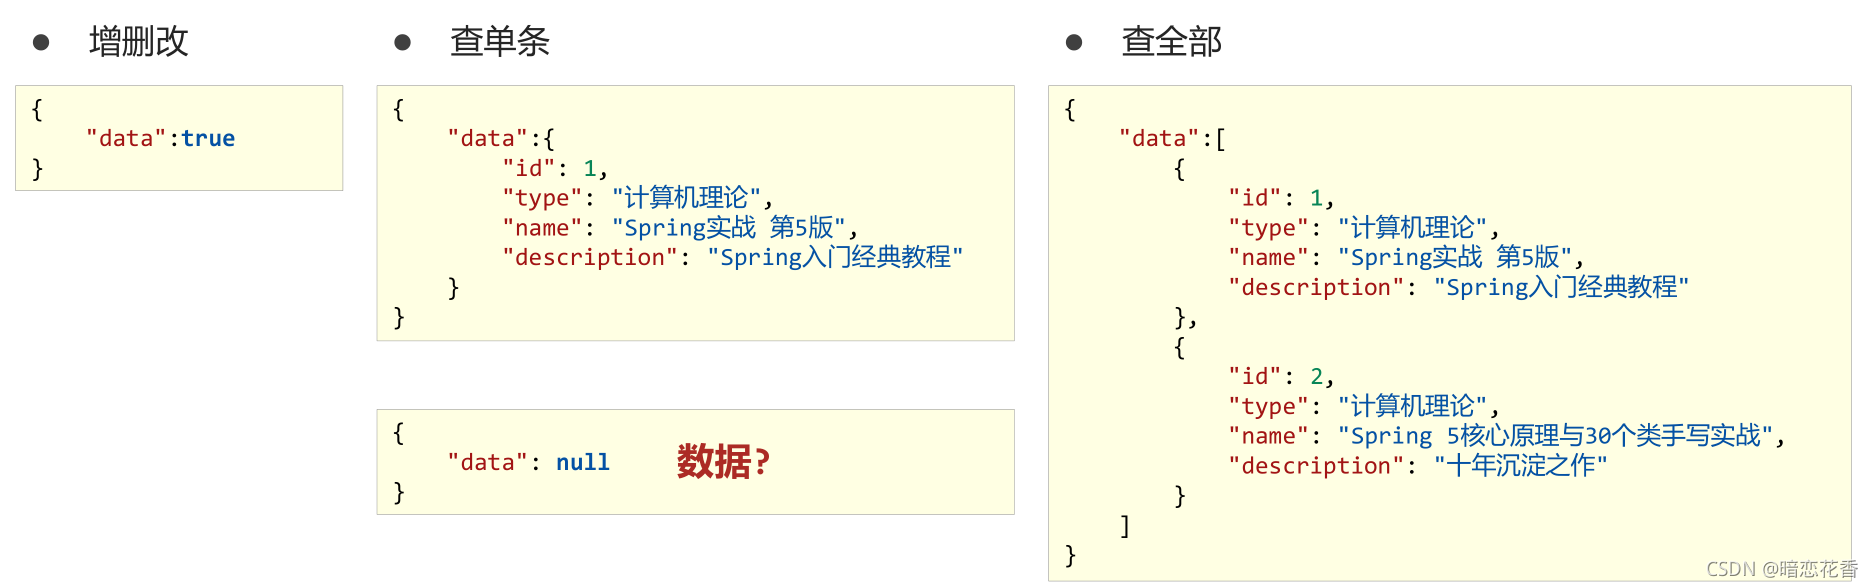 ● 增删改
{
    "data":true
}
● 查单条
{
    "data":{
        "id": 1,
        "type": "计算机理论",
        "name": "Spring实战 第5版",
        "description": "Spring入门经典教程"
    }
}
{
    "data": null 数据?
}
● 查全部
{
    "data":[
        {
            "id": 1,
            "type": "计算机理论",
            "name": "Spring实战 第5版",
            "description": "Spring入门经典教程"
        },
        {
            "id": 2,
            "type": "计算机理论",
            "name": "Spring 5核心原理与30个类手写实战",
            "description": "十年沉淀之作"
        }
    ]
}
CSDN @暗恋花香